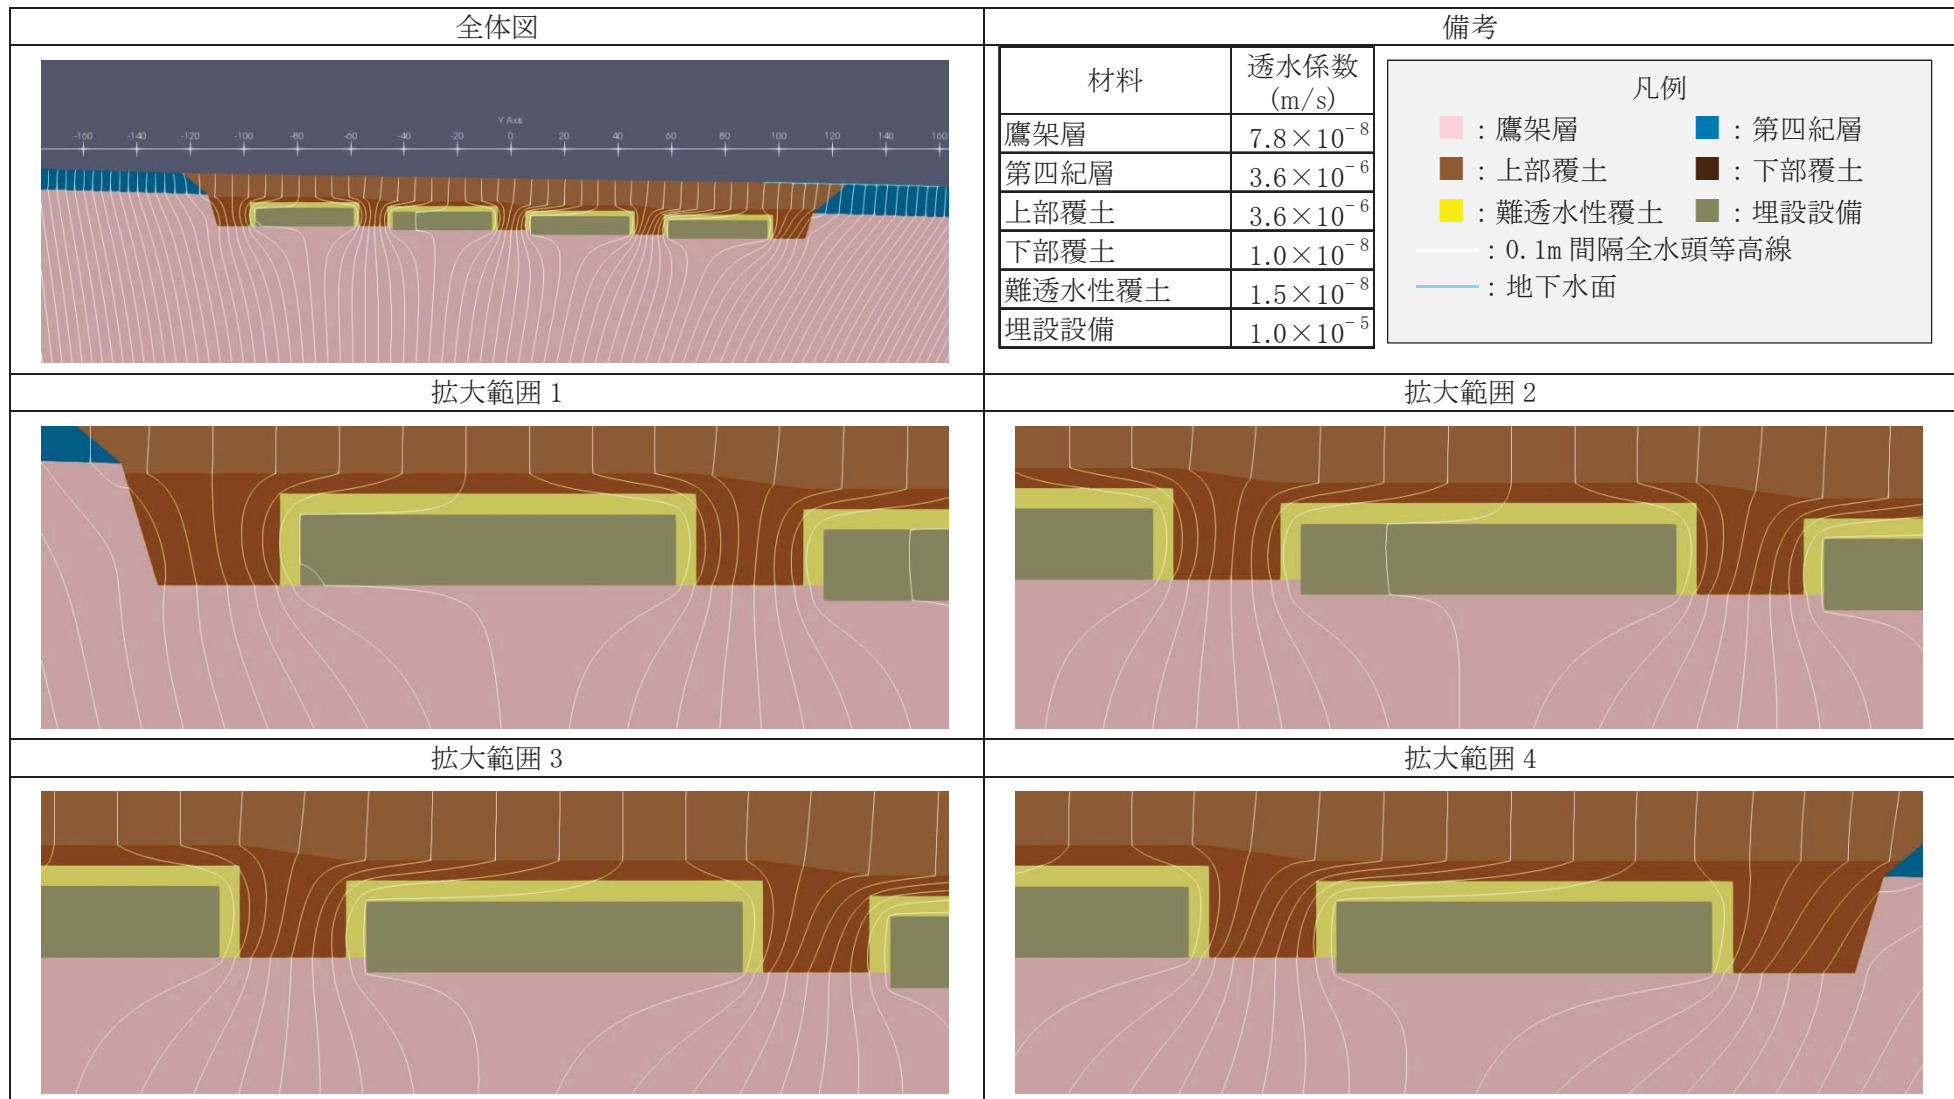 全体図
備考
Y Axis
-160 -140 -120 -100 -80 -60 -40 -20 0 20 40 60 80 100 120 140 160
材料 透水係数
(m/s)
鷹架層 7.8×10⁻⁸
第四紀層 3.6×10⁻⁶
上部覆土 3.6×10⁻⁶
下部覆土 1.0×10⁻⁸
難透水性覆土 1.5×10⁻⁸
埋設設備 1.0×10⁻⁵
凡例
：鷹架層 ：第四紀層
：上部覆土 ：下部覆土
：難透水性覆土 ：埋設設備
：0.1m 間隔全水頭等高線
：地下水面
拡大範囲 1
拡大範囲 2
拡大範囲 3
拡大範囲 4